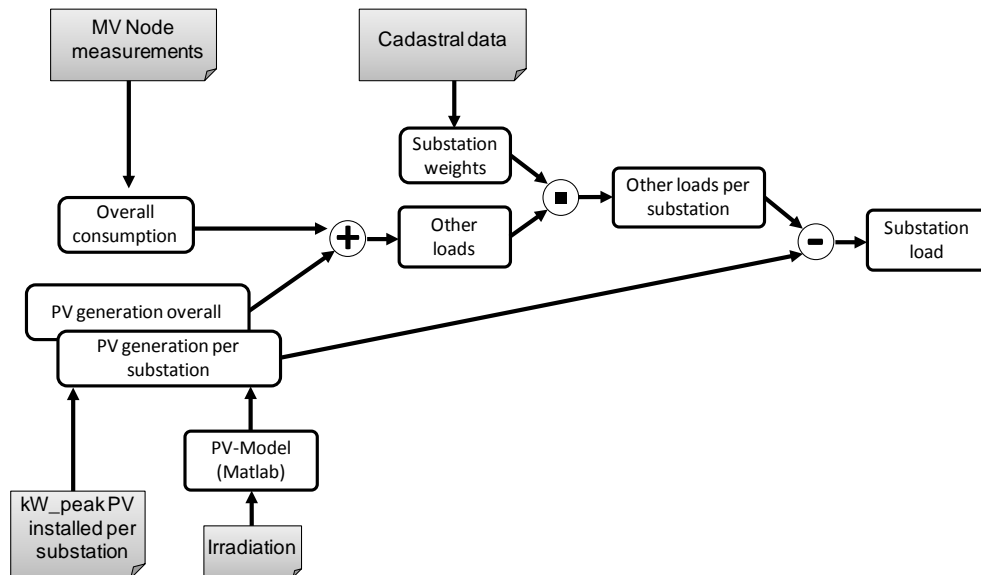 MV Node
measurements
Cadastral data
Substation
weights
Other loads per
substation
Overall
consumption
+
Other
loads
-
Substation
load
PV generation overall
PV generation per
substation
PV-Model
(Matlab)
kW_peak PV
installed per
substation
Irradiation